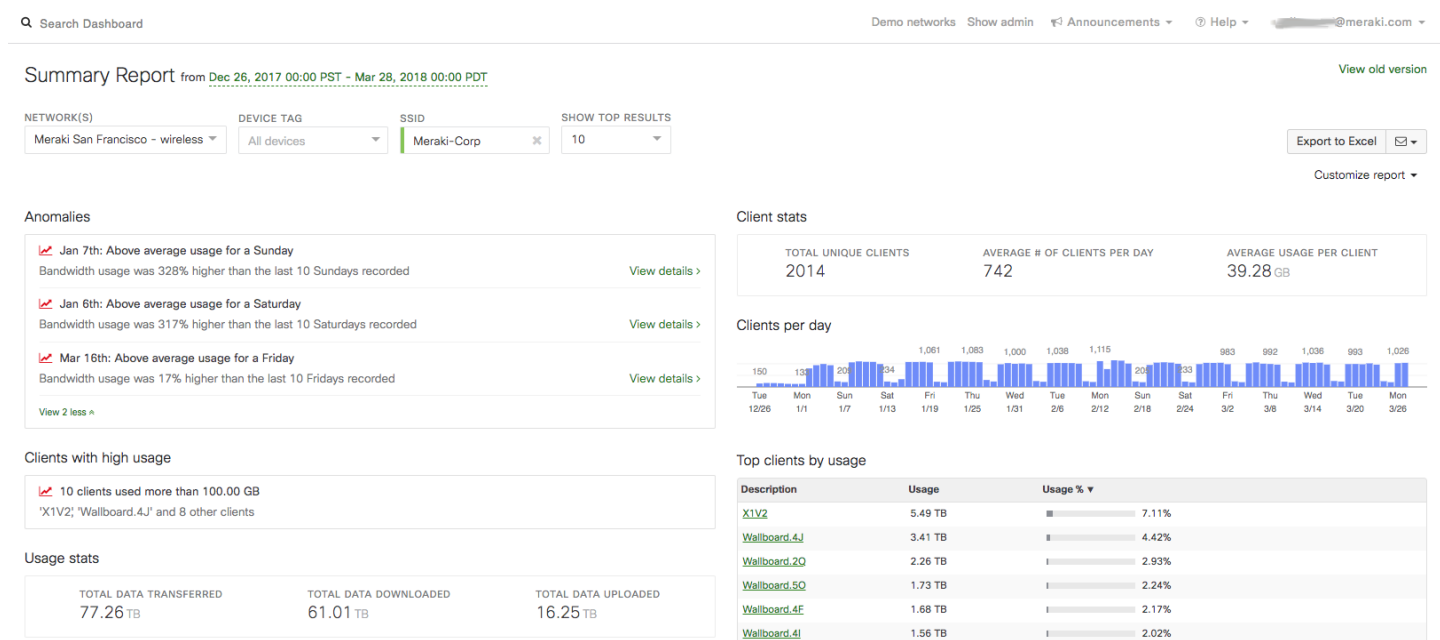 Search Dashboard
Demo networks Show admin Announcements Help @meraki.com
Summary Report from Dec 26, 2017 00:00 PST - Mar 28, 2018 00:00 PDT
View old version
NETWORK(S) DEVICE TAG SSID SHOW TOP RESULTS
Meraki San Francisco - wireless All devices Meraki-Corp 10
Export to Excel
Customize report
Anomalies
Jan 7th: Above average usage for a Sunday
Bandwidth usage was 328% higher than the last 10 Sundays recorded View details ›
Jan 6th: Above average usage for a Saturday
Bandwidth usage was 317% higher than the last 10 Saturdays recorded View details ›
Mar 16th: Above average usage for a Friday
Bandwidth usage was 17% higher than the last 10 Fridays recorded View details ›
View 2 less
Clients with high usage
10 clients used more than 100.00 GB
'X1V2', 'Wallboard.4J' and 8 other clients
Usage stats
TOTAL DATA TRANSFERRED TOTAL DATA DOWNLOADED TOTAL DATA UPLOADED
77.26 TB 61.01 TB 16.25 TB
Client stats
TOTAL UNIQUE CLIENTS AVERAGE # OF CLIENTS PER DAY AVERAGE USAGE PER CLIENT
2014 742 39.28 GB
Clients per day
1,061 1,083 1,000 1,038 1,115 983 992 1,036 993 1,026
150 234 233
Tue Mon Sun Sat Fri Thu Wed Tue Mon Sun Sat Fri Thu Wed Tue Mon
12/26 1/1 1/7 1/13 1/19 1/25 1/31 2/6 2/12 2/18 2/24 3/2 3/8 3/14 3/20 3/26
Top clients by usage
Description Usage Usage % ▼
X1V2 5.49 TB 7.11%
Wallboard.4J 3.41 TB 4.42%
Wallboard.2Q 2.26 TB 2.93%
Wallboard.5O 1.73 TB 2.24%
Wallboard.4F 1.68 TB 2.17%
Wallboard.4I 1.56 TB 2.02%